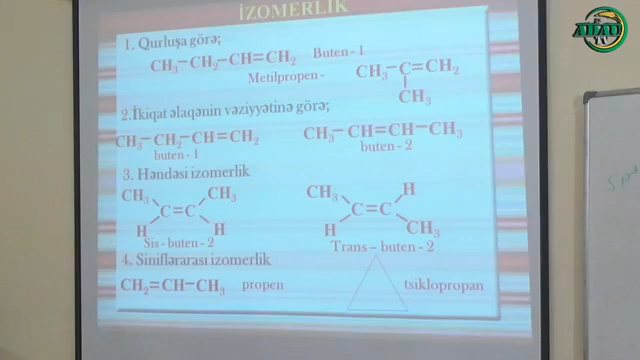 İZOMERLİK
1. Quruluşa görə;
CH₃−CH₂−CH=CH₂ Buten - 1
Metilpropen - CH₃−C=CH₂
CH₃
2.İkiqat əlaqənin vəziyyətinə görə;
CH₃−CH₂−CH=CH₂ CH₃−CH=CH−CH₃
buten - 1 buten - 2
3. Həndəsi izomerlik
CH₃ CH₃ CH₃ H
C=C C=C
H H H CH₃
Sis - buten - 2 Trans – buten - 2
4. Siniflərarası izomerlik
CH₂=CH−CH₃ propen tsiklopropan
ADAU